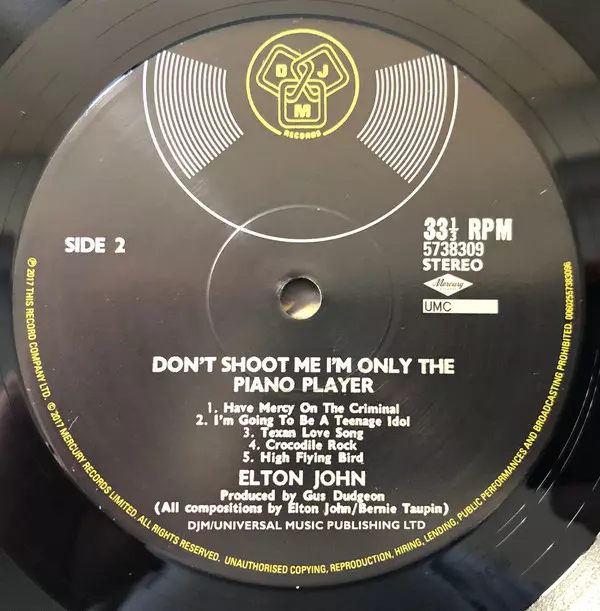 D J
M
RECORDS
SIDE 2
33⅓ RPM
5738309
STEREO
Mercury
UMC
DON'T SHOOT ME I'M ONLY THE
PIANO PLAYER
1. Have Mercy On The Criminal
2. I'm Going To Be A Teenage Idol
3. Texan Love Song
4. Crocodile Rock
5. High Flying Bird
ELTON JOHN
Produced by Gus Dudgeon
(All compositions by Elton John/Bernie Taupin)
DJM/UNIVERSAL MUSIC PUBLISHING LTD
℗ 2017 THIS RECORD COMPANY LTD. © 2017 MERCURY RECORDS LIMITED. ALL RIGHTS RESERVED. UNAUTHORISED COPYING, REPRODUCTION, HIRING, LENDING, PUBLIC PERFORMANCES AND BROADCASTING PROHIBITED. 00602557383096